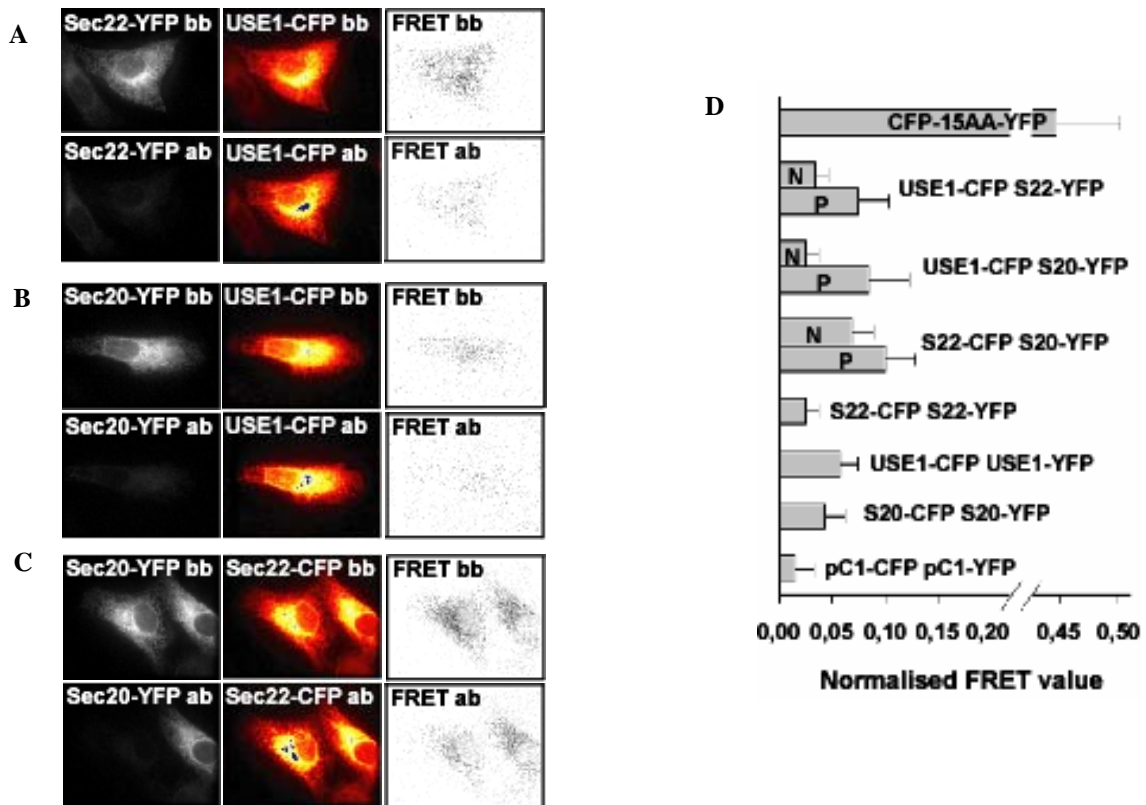 A
Sec22-YFP bb USE1-CFP bb FRET bb
Sec22-YFP ab USE1-CFP ab FRET ab
B
Sec20-YFP bb USE1-CFP bb FRET bb
Sec20-YFP ab USE1-CFP ab FRET ab
C
Sec20-YFP bb Sec22-CFP bb FRET bb
Sec20-YFP ab Sec22-CFP ab FRET ab
D
CFP-15AA-YFP
N
P
USE1-CFP S22-YFP
N
P
USE1-CFP S20-YFP
N
P
S22-CFP S20-YFP
S22-CFP S22-YFP
USE1-CFP USE1-YFP
S20-CFP S20-YFP
pC1-CFP pC1-YFP
0,00 0,05 0,10 0,15 0,20 0,45 0,50
Normalised FRET value